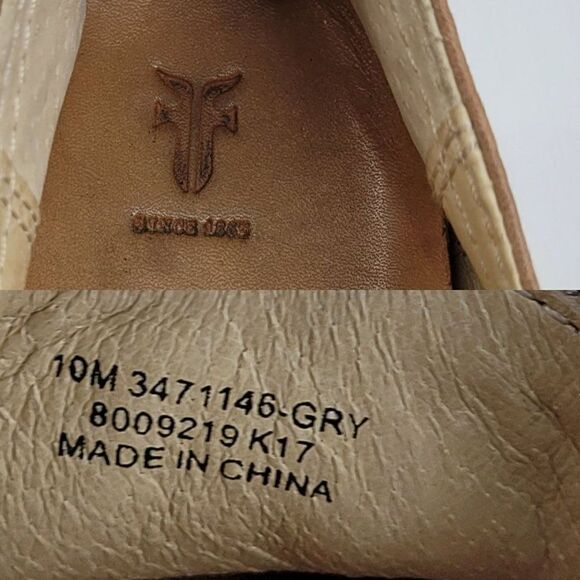 SINCE 1863
10M 3471146-GRY
8009219 K17
MADE IN CHINA